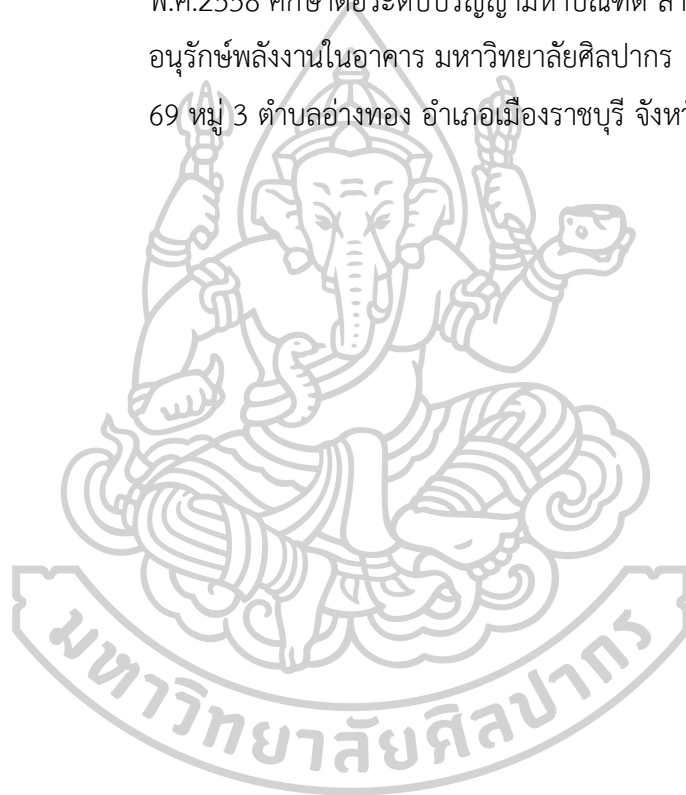 พ.ศ.2558 ศึกษาต่อระดับปริญญามหาบัณฑิต
อนุรักษ์พลังงานในอาคาร มหาวิทยาลัยศิลปากร
69 หมู่ 3 ตำบลอ่างทอง อำเภอเมืองราชบุรี
มหาวิทยาลัยศิลปากร